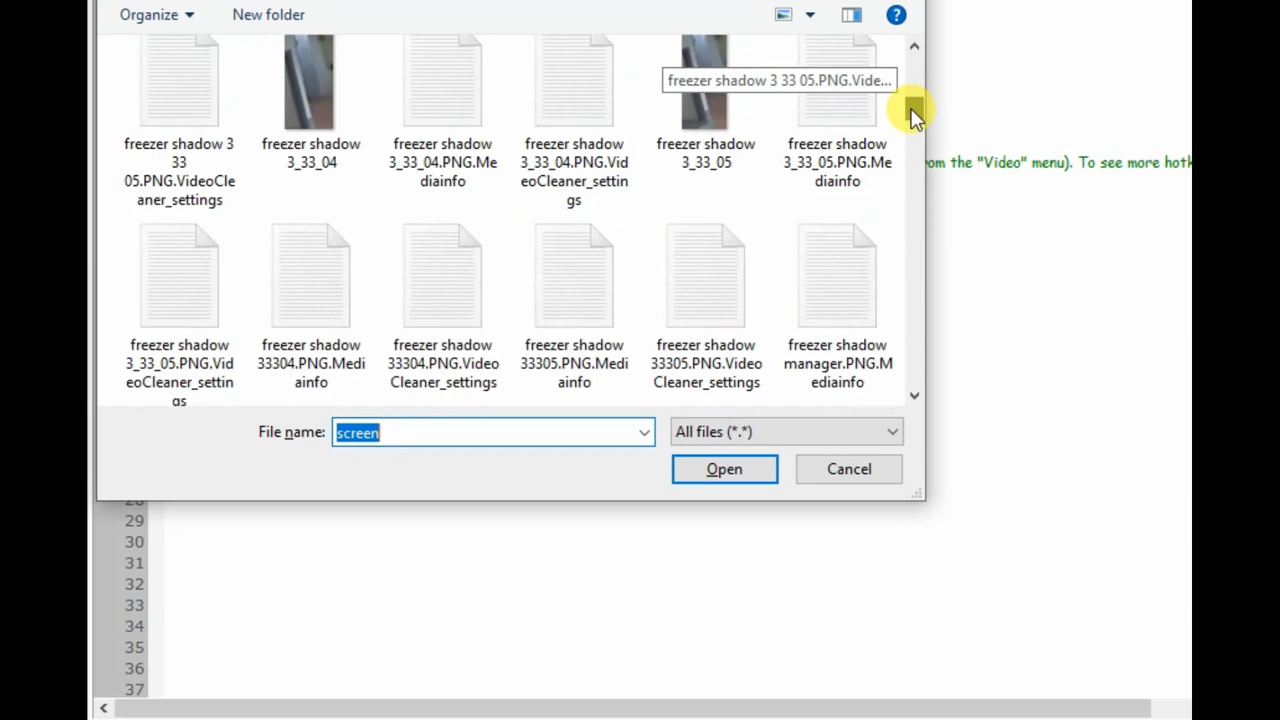 Organize
New folder
freezer shadow 3 33 05.PNG.Vide...
freezer shadow 3
33
05.PNG.VideoCle
aner_settings
freezer shadow
3_33_04
freezer shadow
3_33_04.PNG.Me
diainfo
freezer shadow
3_33_04.PNG.Vid
eoCleaner_settin
gs
freezer shadow
3_33_05
freezer shadow
3_33_05.PNG.Me
diainfo
om the "Video" menu). To see more hotk
freezer shadow
3_33_05.PNG.Vid
eoCleaner_settin
gs
freezer shadow
33304.PNG.Medi
ainfo
freezer shadow
33304.PNG.Video
Cleaner_settings
freezer shadow
33305.PNG.Medi
ainfo
freezer shadow
33305.PNG.Video
Cleaner_settings
freezer shadow
manager.PNG.M
ediainfo
File name:
screen
All files (*.*)
Open
Cancel
28
29
30
31
32
33
34
35
36
37